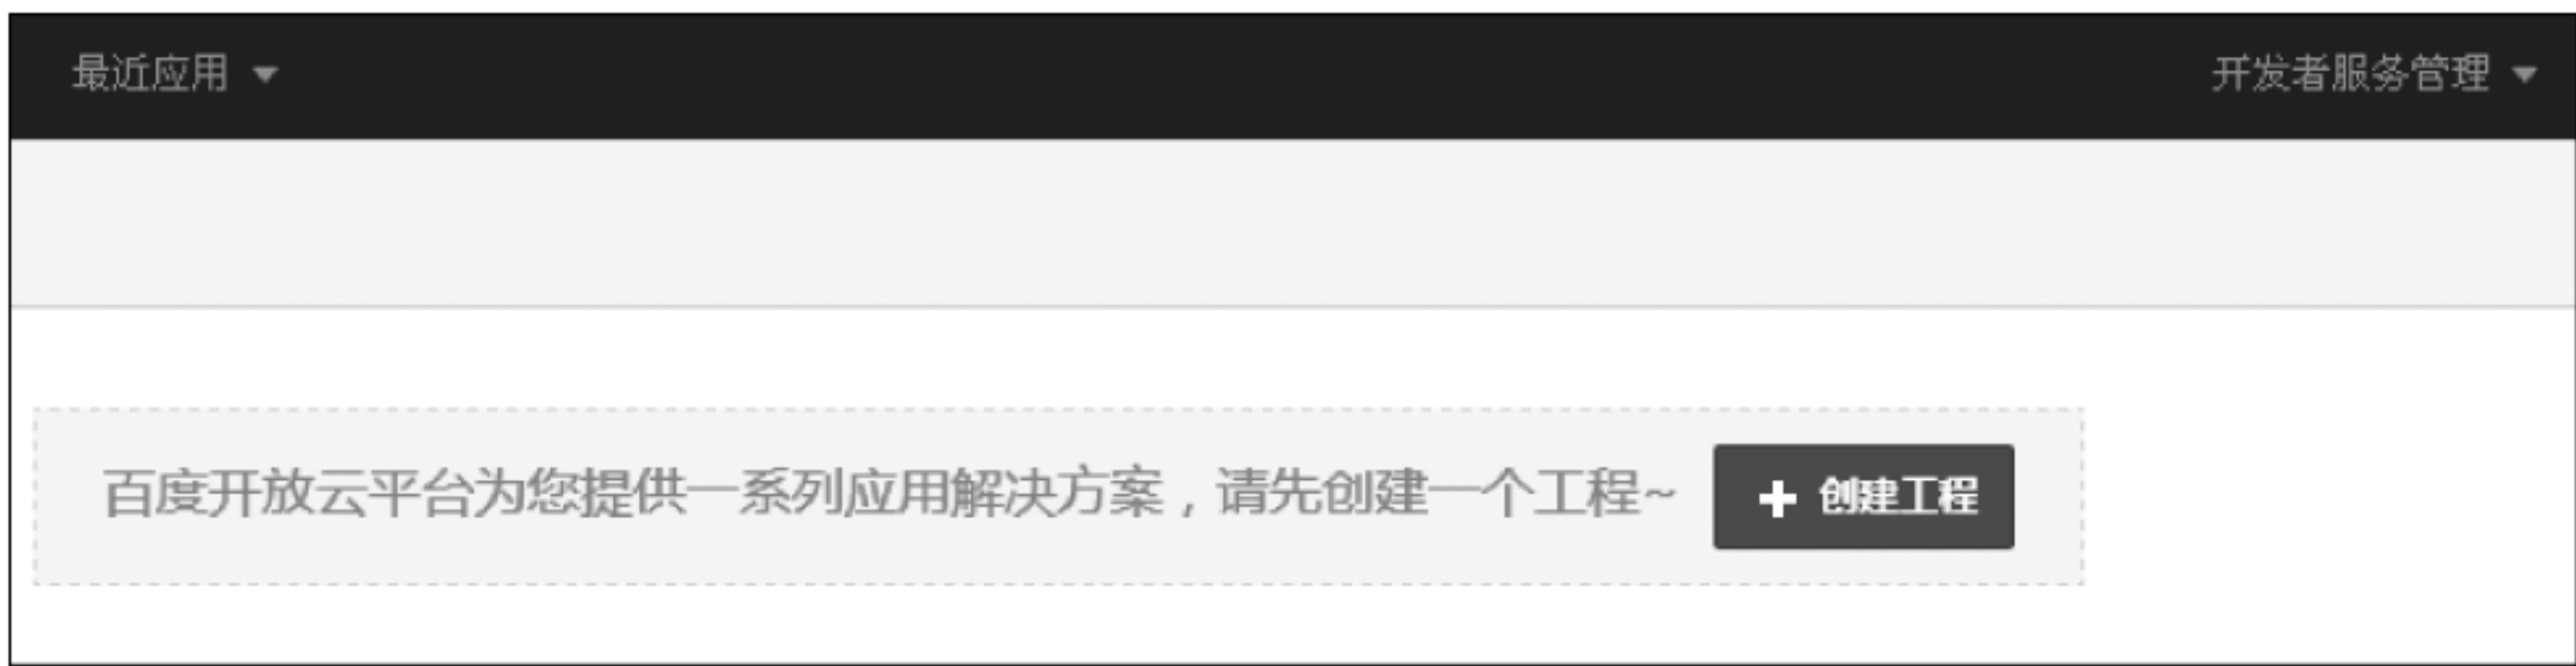 最近应用
开发者服务管理
百度开放云平台为您提供一系列应用解决方案，请先创建一个工程~
创建工程